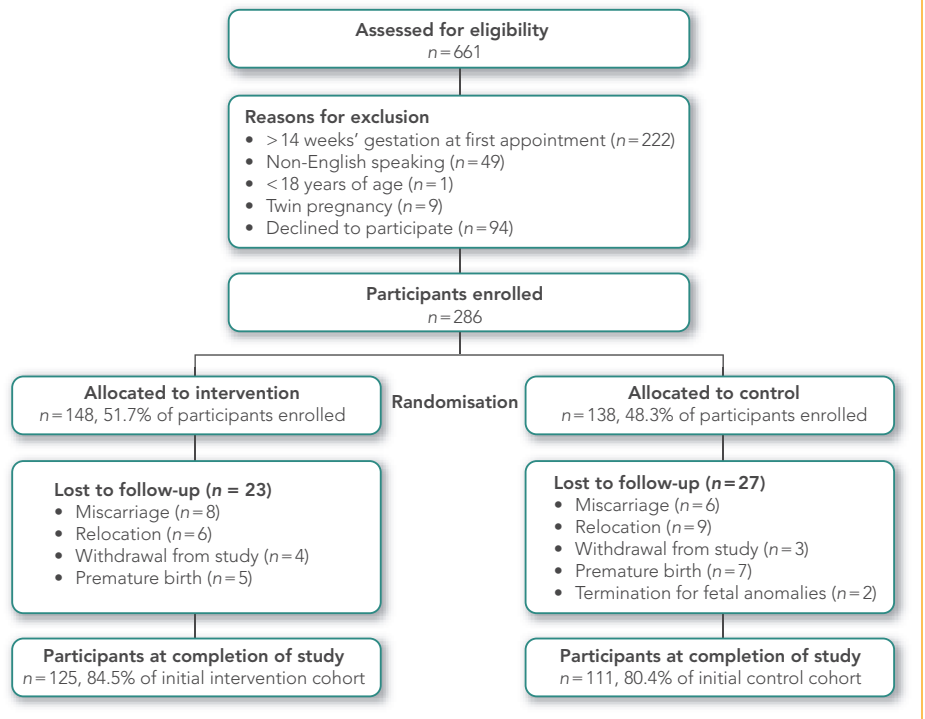 Assessed for eligibility
n=661
Reasons for exclusion
• >14 weeks’ gestation at first appointment (n=222)
• Non-English speaking (n=49)
• <18 years of age (n=1)
• Twin pregnancy (n=9)
• Declined to participate (n=94)
Participants enrolled
n=286
Allocated to intervention
n=148, 51.7% of participants enrolled
Randomisation
Allocated to control
n=138, 48.3% of participants enrolled
Lost to follow-up (n = 23)
• Miscarriage (n=8)
• Relocation (n=6)
• Withdrawal from study (n=4)
• Premature birth (n=5)
Lost to follow-up (n=27)
• Miscarriage (n=6)
• Relocation (n=9)
• Withdrawal from study (n=3)
• Premature birth (n=7)
• Termination for fetal anomalies (n=2)
Participants at completion of study
n=125, 84.5% of initial intervention cohort
Participants at completion of study
n=111, 80.4% of initial control cohort